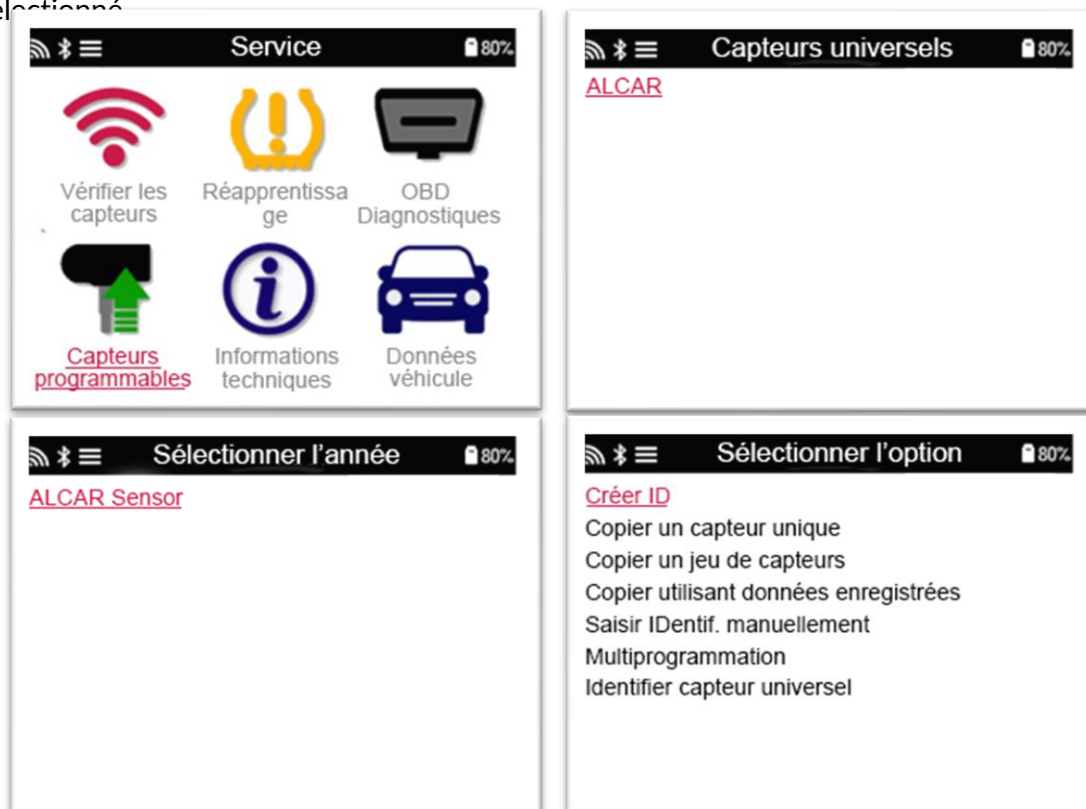 Service 80%
Vérifier les
capteurs
Réapprentissa
ge
OBD
Diagnostiques
Capteurs
programmables
Informations
techniques
Données
véhicule
Capteurs universels 80%
ALCAR
Sélectionner l'année 80%
ALCAR Sensor
Sélectionner l'option 80%
Créer ID
Copier un capteur unique
Copier un jeu de capteurs
Copier utilisant données enregistrées
Saisir IDentif. manuellement
Multiprogrammation
Identifier capteur universel